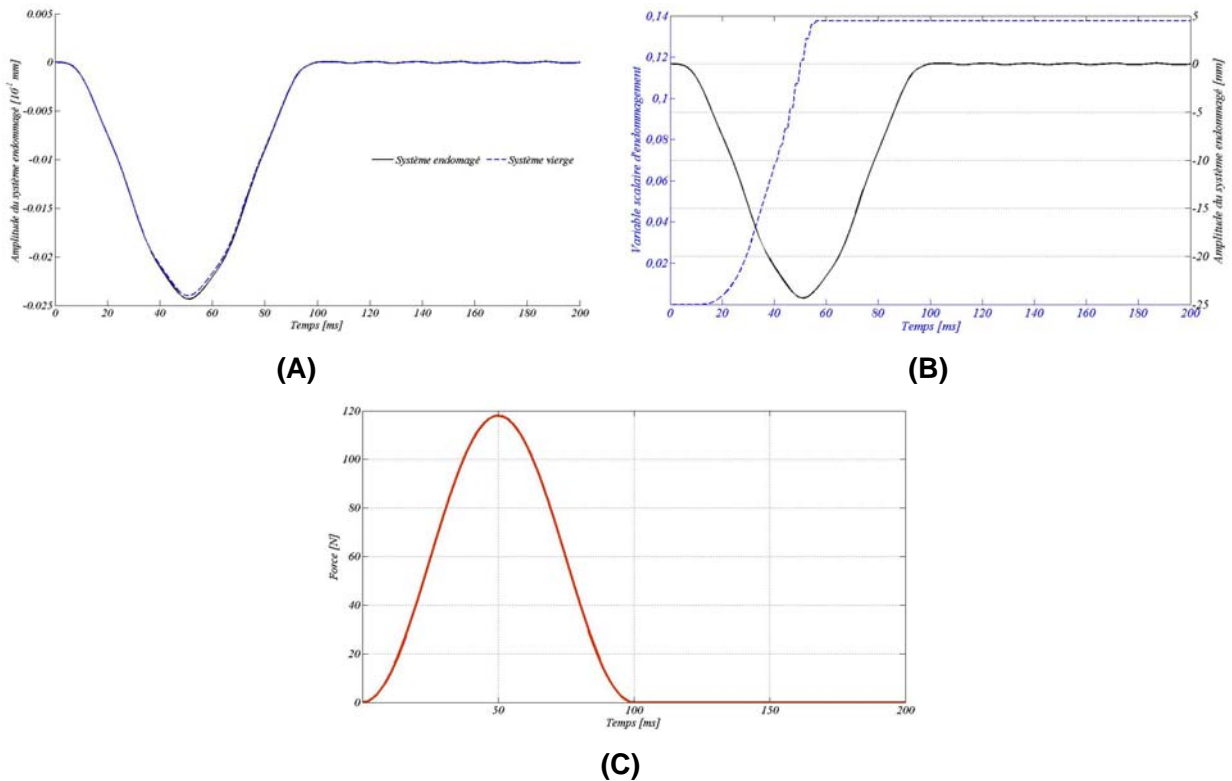 0.005
0
-0.005
-0.01
-0.015
-0.02
-0.025
Amplitude du système endommagé [10⁻³ mm]
Système endomagé
Système vierge
0 20 40 60 80 100 120 140 160 180 200
Temps [ms]
(A)
0,14
0,12
0,1
0,08
0.06
0,04
0,02
Variable scalaire d'endommagement
5
0
-5
-10
-15
-20
-25
Amplitude du système endommagé [mm]
0 20 40 60 80 100 120 140 160 180 200
Temps [ms]
(B)
120
100
80
60
40
20
0
Force [N]
50 100 150 200
Temps [ms]
(C)